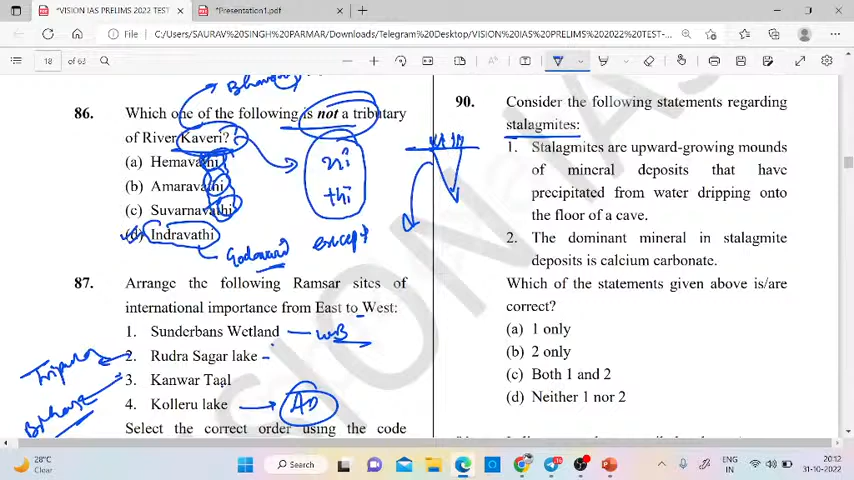 *VISION IAS PRELIMS 2022 TEST-
*Presentation1.pdf
File
C:/Users/SAURAV%20SINGH%20PARMAR/Downloads/Telegram%20Desktop/VISION%20IAS%20PRELIMS%202022%20TEST-...
18 of 63
86. Which one of the following is not a tributary
of River Kaveri?
(a) Hemavathi
(b) Amaravathi
(c) Suvarnavathi
(d) Indravathi
Godavari
ni
thi
except
87. Arrange the following Ramsar sites of
international importance from East to West:
1. Sunderbans Wetland
WB
2. Rudra Sagar lake
Tripura
3. Kanwar Taal
Bihar
4. Kolleru lake
AP
Select the correct order using the code
90. Consider the following statements regarding
stalagmites:
1. Stalagmites are upward-growing mounds
of mineral deposits that have
precipitated from water dripping onto
the floor of a cave.
2. The dominant mineral in stalagmite
deposits is calcium carbonate.
Which of the statements given above is/are
correct?
(a) 1 only
(b) 2 only
(c) Both 1 and 2
(d) Neither 1 nor 2
VISION IAS
28°C
Clear
Search
ENG
IN
20:12
31-10-2022